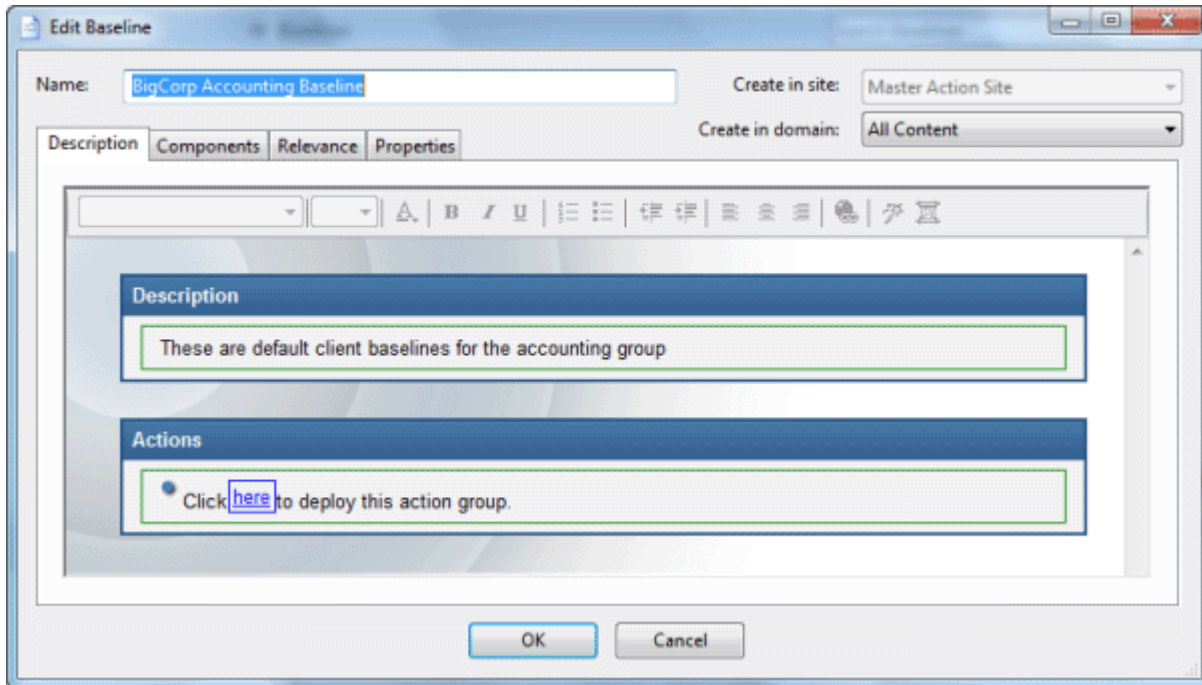 Edit Baseline
Name: BigCorp Accounting Baseline Create in site: Master Action Site
Create in domain: All Content
Description Components Relevance Properties
A B I U
Description
These are default client baselines for the accounting group
Actions
Click here to deploy this action group.
OK Cancel